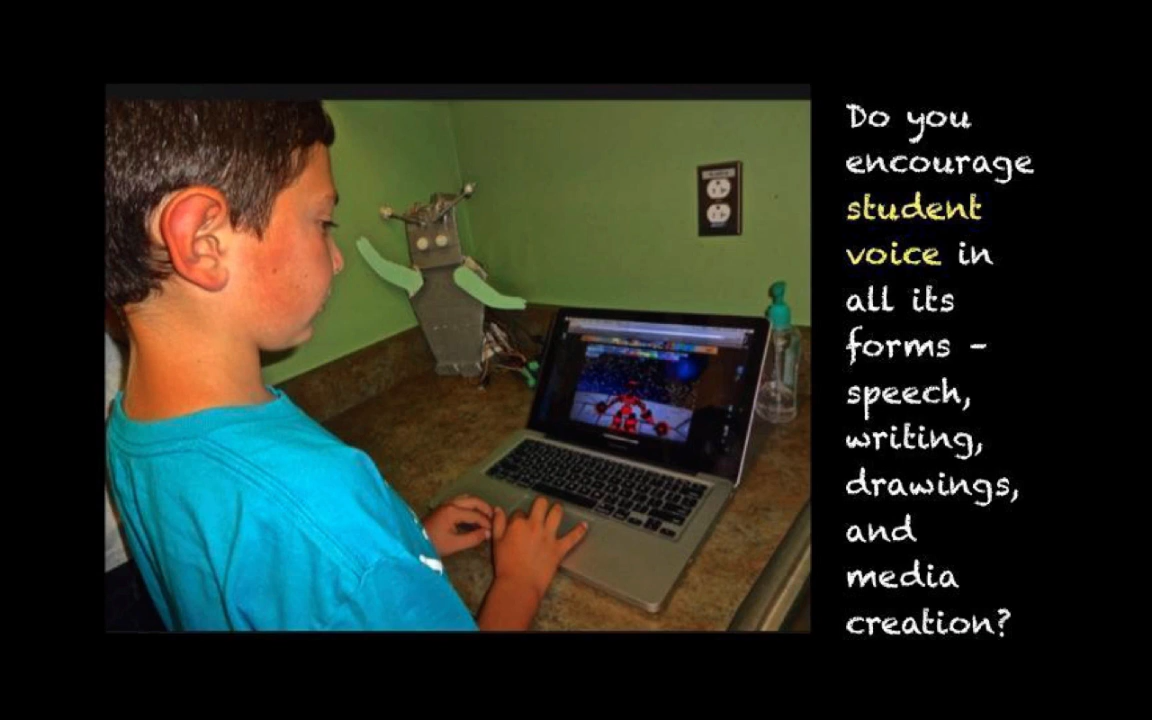 Do you
encourage
student
voice in
all its
forms –
speech,
writing,
drawings,
and
media
creation?